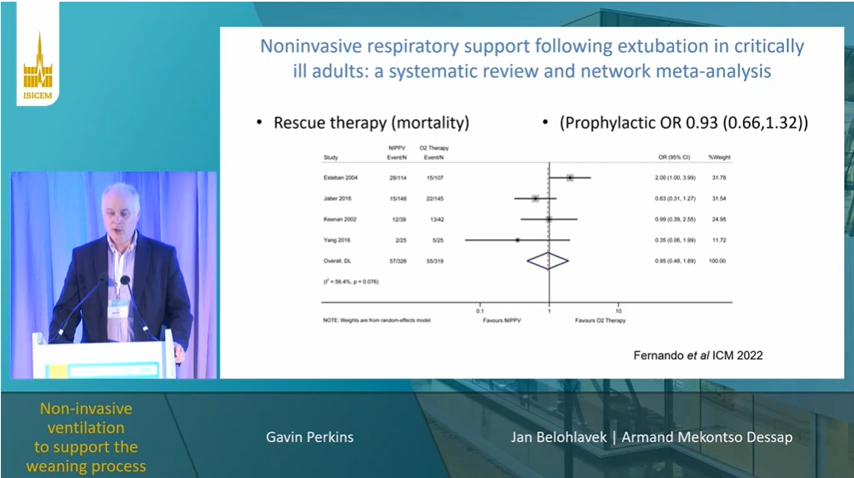 ISICEM
Noninvasive respiratory support following extubation in critically
ill adults: a systematic review and network meta-analysis
• Rescue therapy (mortality)
• (Prophylactic OR 0.93 (0.66,1.32))
NIPPV O2 Therapy
Study Event/N Event/N OR (95% CI) %Weight
Esteban 2004 28/114 15/107 2.00 (1.00, 3.99) 31.78
Jaber 2016 15/148 22/145 0.63 (0.31, 1.27) 31.54
Keenan 2002 12/39 13/42 0.99 (0.39, 2.55) 24.95
Yang 2016 2/25 5/25 0.35 (0.06, 1.99) 11.72
Overall, DL 57/326 55/319 0.95 (0.48, 1.89) 100.00
(I² = 56.4%, p = 0.076)
0.1 1 10
NOTE: Weights are from random-effects model Favours NIPPV Favours O2 Therapy
Fernando et al ICM 2022
Non-invasive
ventilation
to support the
weaning process
Gavin Perkins
Jan Belohlavek | Armand Mekontso Dessap